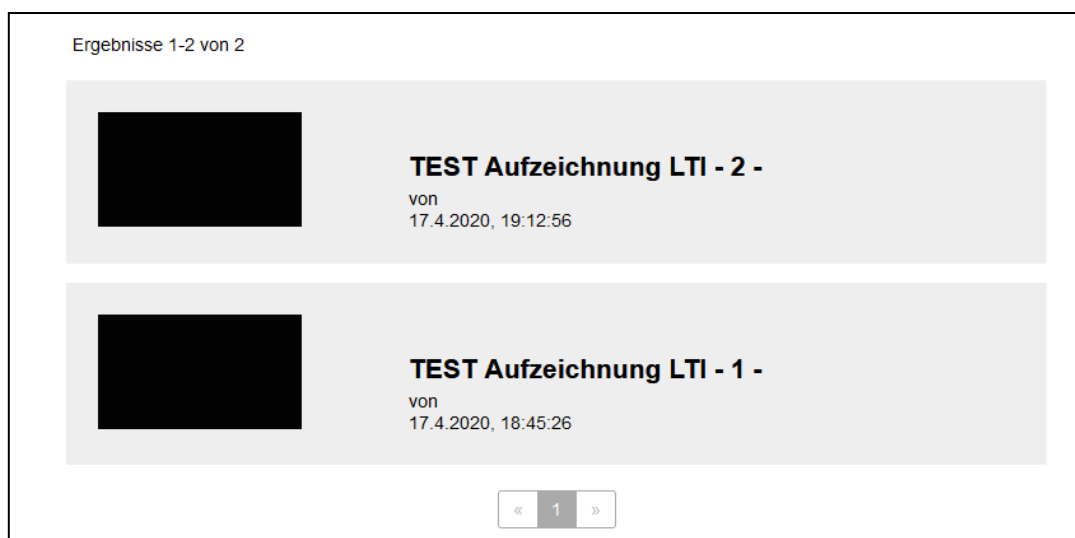 Ergebnisse 1-2 von 2
TEST Aufzeichnung LTI - 2 -
von
17.4.2020, 19:12:56
TEST Aufzeichnung LTI - 1 -
von
17.4.2020, 18:45:26
« 1 »